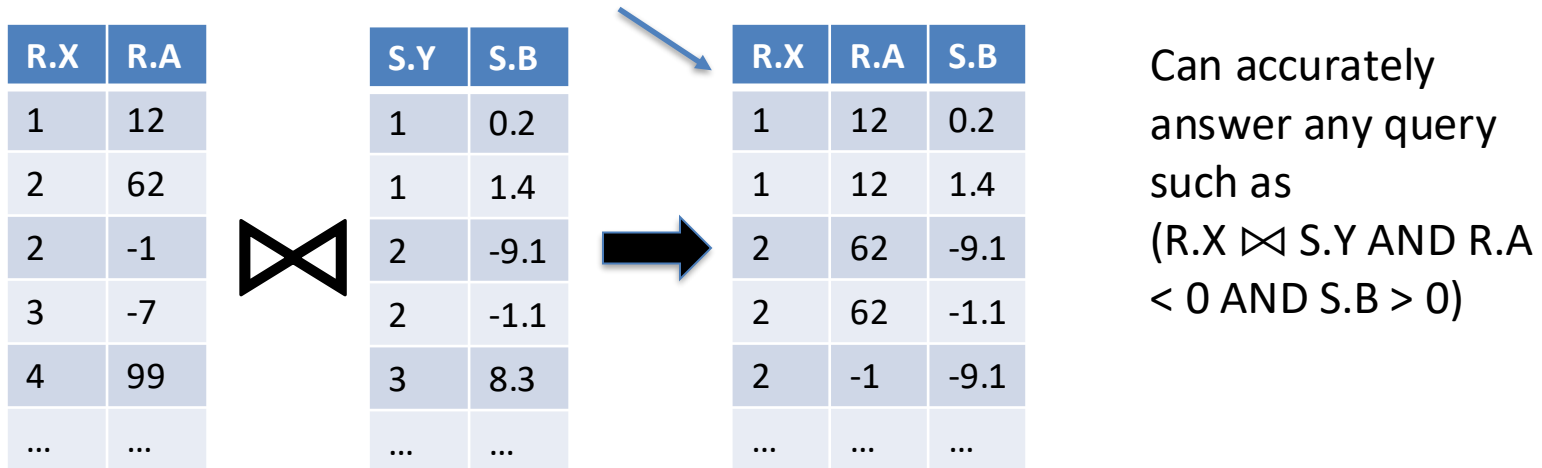 R.X R.A
1 12
2 62
2 -1
3 -7
4 99
... ...
S.Y S.B
1 0.2
1 1.4
2 -9.1
2 -1.1
3 8.3
... ...
R.X R.A S.B
1 12 0.2
1 12 1.4
2 62 -9.1
2 62 -1.1
2 -1 -9.1
... ... ...
Can accurately
answer any query
such as
(R.X ⋈ S.Y AND R.A
< 0 AND S.B > 0)